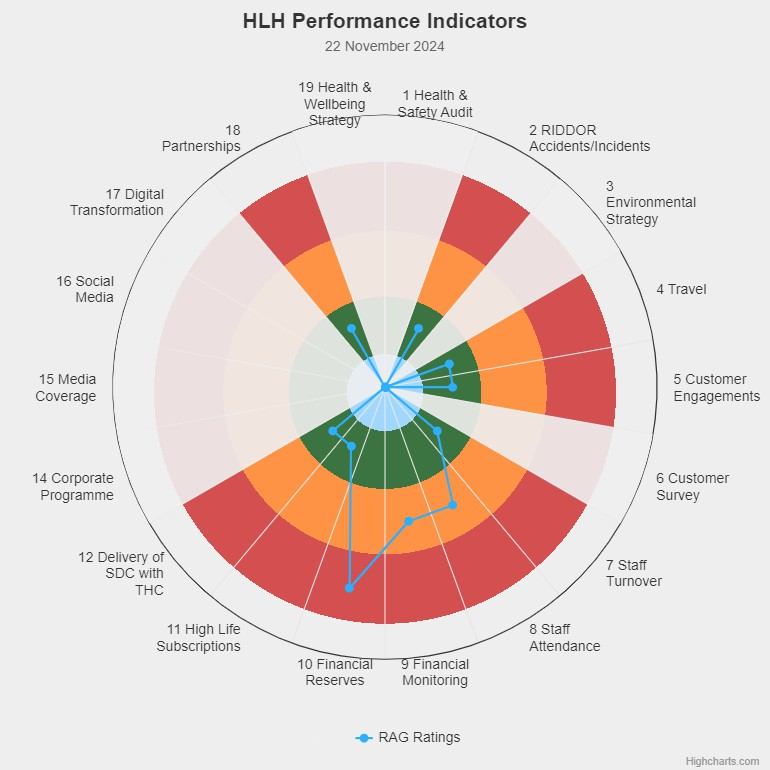 HLH Performance Indicators
22 November 2024
19 Health &
Wellbeing
Strategy
1 Health &
Safety Audit
2 RIDDOR
Accidents/Incidents
3
Environmental
Strategy
4 Travel
5 Customer
Engagements
6 Customer
Survey
7 Staff
Turnover
8 Staff
Attendance
9 Financial
Monitoring
10 Financial
Reserves
11 High Life
Subscriptions
12 Delivery of
SDC with
THC
14 Corporate
Programme
15 Media
Coverage
16 Social
Media
17 Digital
Transformation
18
Partnerships
RAG Ratings
Highcharts.com